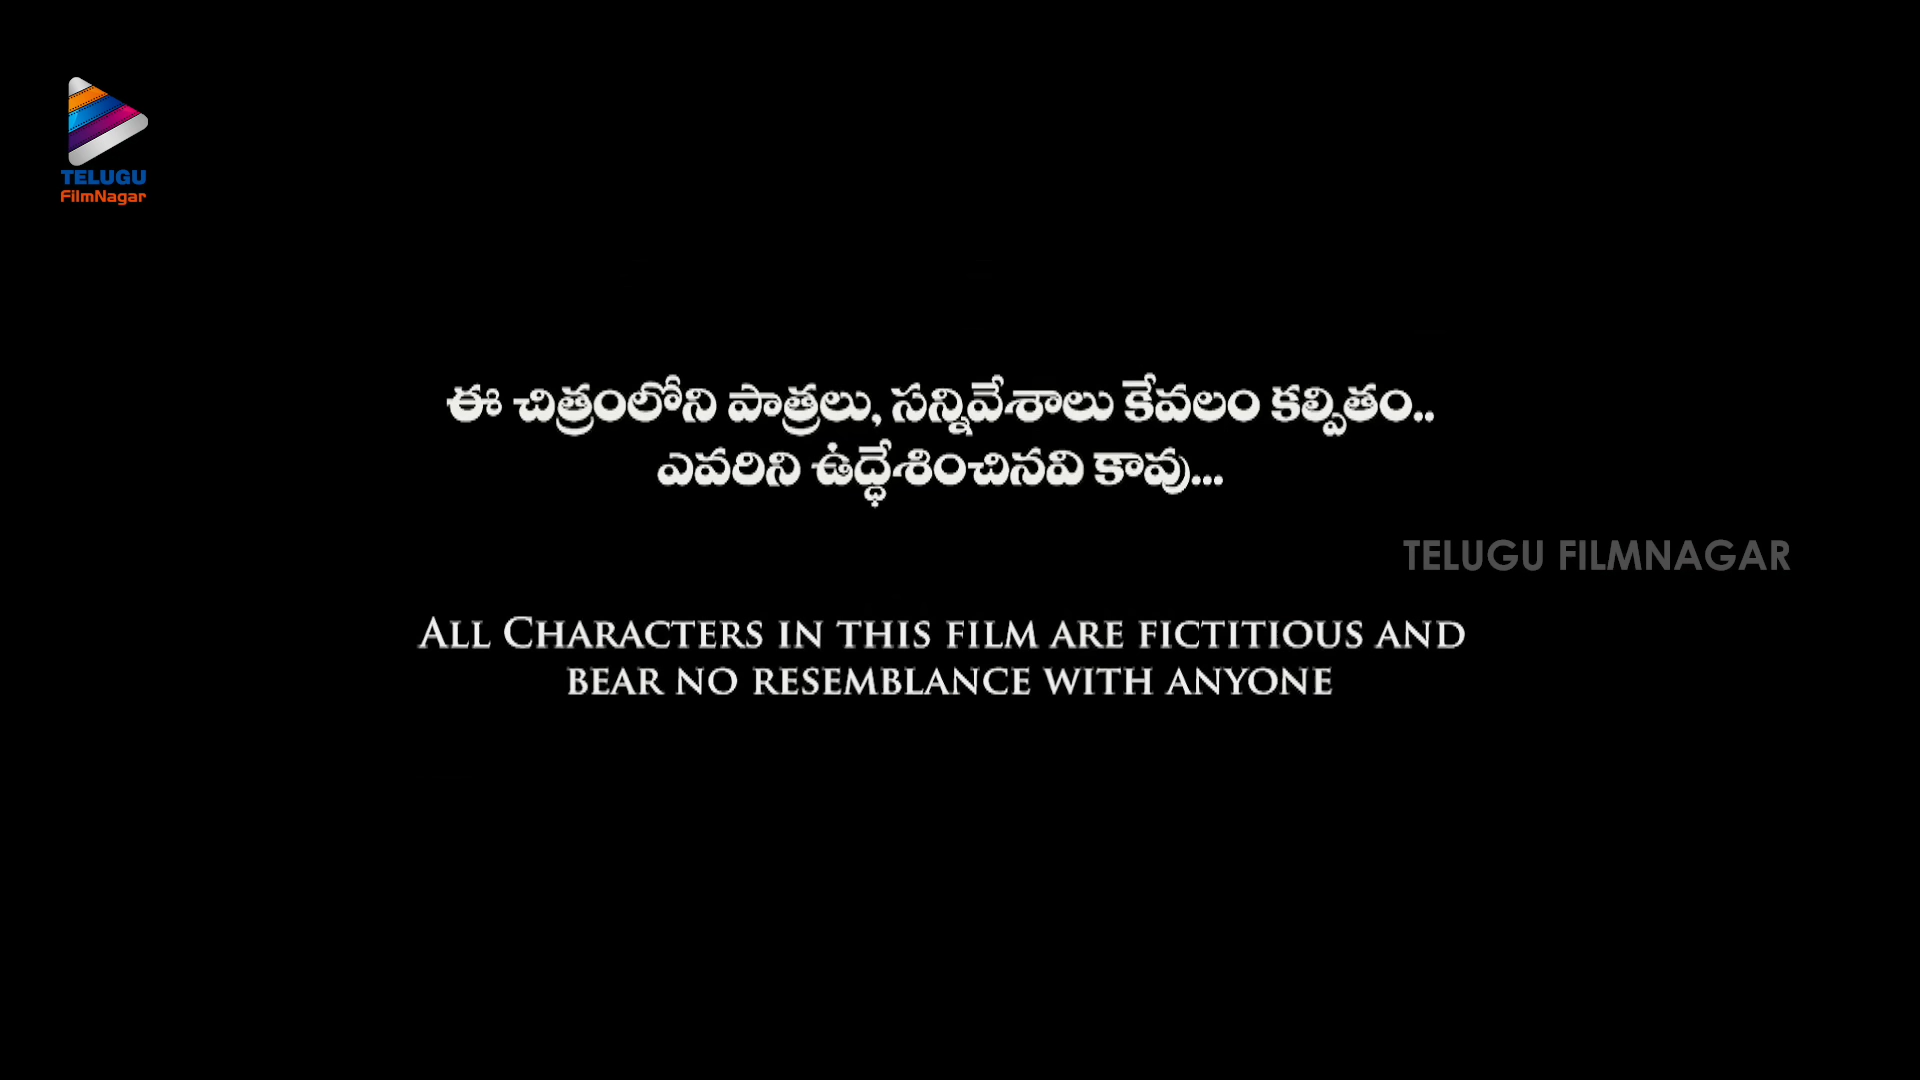 TELUGU
FilmNagar
ఈ చిత్రంలోని పాత్రలు, సన్నివేశాలు కేవలం కల్పితం..
ఎవరిని ఉద్ధేశించినవి కావు...
TELUGU FILMNAGAR
ALL CHARACTERS IN THIS FILM ARE FICTITIOUS AND
BEAR NO RESEMBLANCE WITH ANYONE